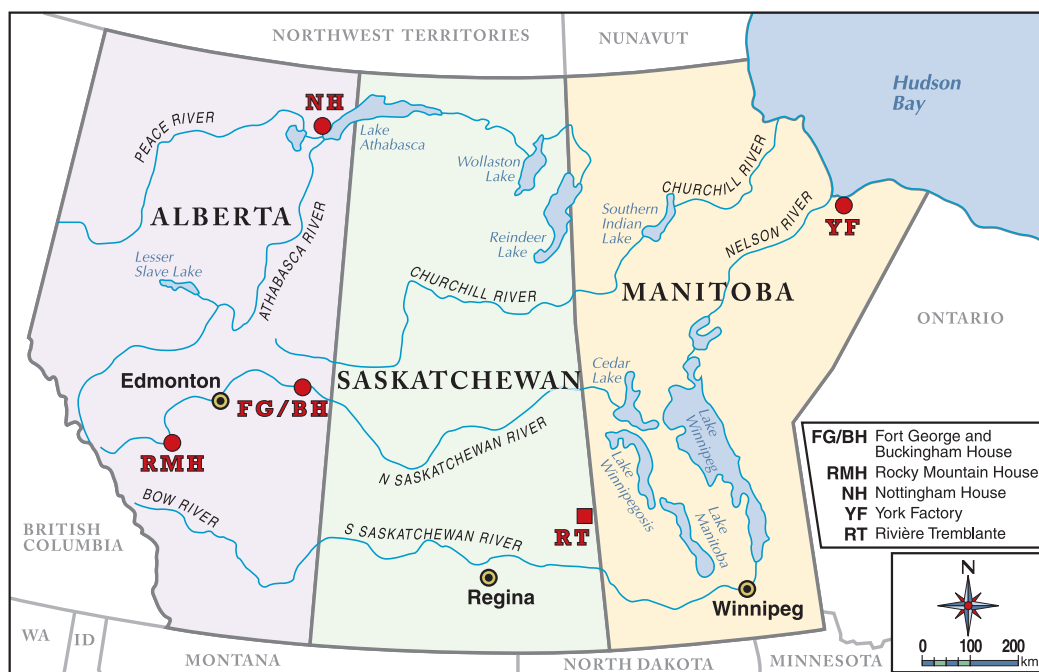 NORTHWEST TERRITORIES
NUNAVUT
Hudson
Bay
NH
PEACE RIVER
Lake
Athabasca
Wollaston
Lake
CHURCHILL RIVER
ALBERTA
Southern
Indian
Lake
YF
Reindeer
Lake
NELSON RIVER
Lesser
Slave Lake
ATHABASCA RIVER
CHURCHILL RIVER
MANITOBA
ONTARIO
Edmonton
SASKATCHEWAN
Cedar
Lake
FG/BH
Lake
Winnipeg
RMH
N SASKATCHEWAN RIVER
Lake
Winnipegosis
BOW RIVER
Lake
Manitoba
BRITISH
COLUMBIA
S SASKATCHEWAN RIVER
RT
Regina
Winnipeg
FG/BH Fort George and
Buckingham House
RMH Rocky Mountain House
NH Nottingham House
YF York Factory
RT Rivière Tremblante
N
0 100 200
km
WA
ID
MONTANA
NORTH DAKOTA
MINNESOTA